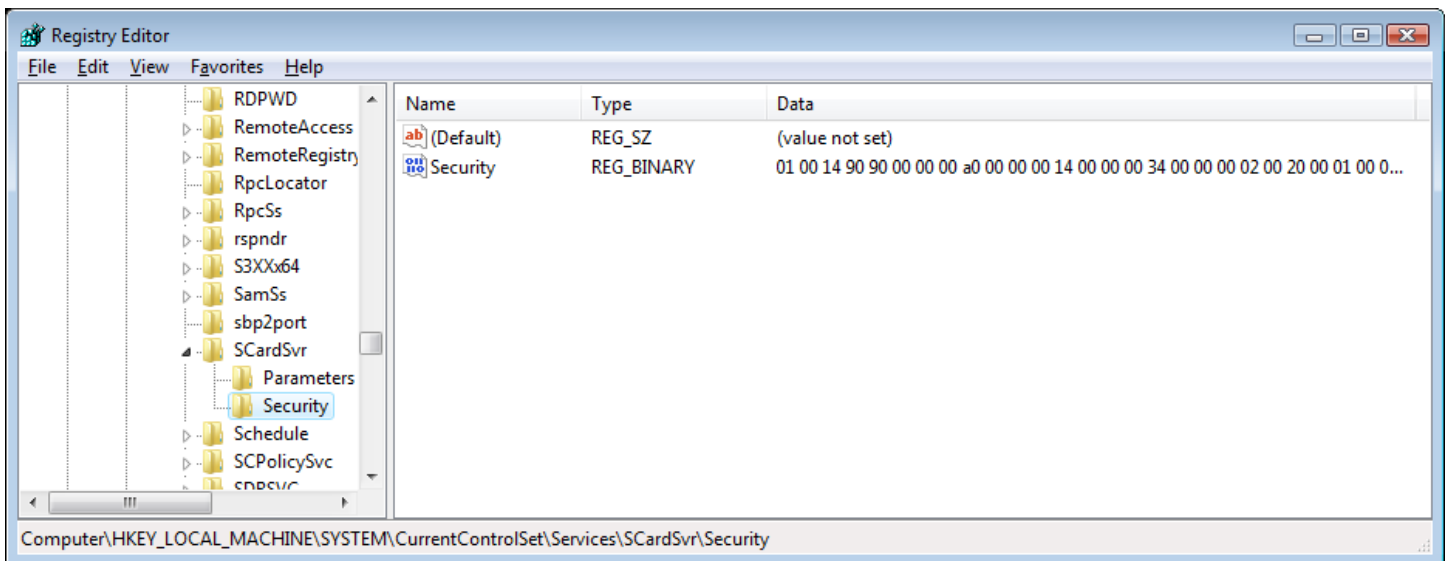 Registry Editor
File Edit View Favorites Help
RDPWD
RemoteAccess
RemoteRegistry
RpcLocator
RpcSs
rspndr
S3XXx64
SamSs
sbp2port
SCardSvr
Parameters
Security
Schedule
SCPolicySvc
SDRSVC
Name Type Data
ab (Default) REG_SZ (value not set)
Security REG_BINARY 01 00 14 90 90 00 00 00 a0 00 00 00 14 00 00 00 34 00 00 00 02 00 20 00 01 00 0...
Computer\HKEY_LOCAL_MACHINE\SYSTEM\CurrentControlSet\Services\SCardSvr\Security